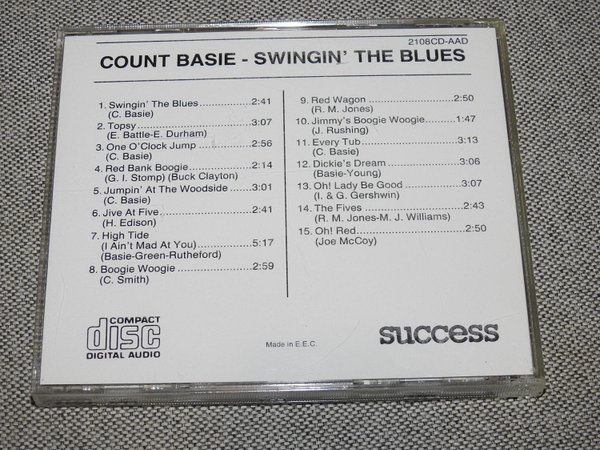 2108CD-AAD
COUNT BASIE - SWINGIN' THE BLUES
1. Swingin' The Blues 2:41
(C. Basie)
2. Topsy 3:07
(E. Battle-E. Durham)
3. One O'Clock Jump 2:56
(C. Basie)
4. Red Bank Boogie 2:14
(G. I. Stomp) (Buck Clayton)
5. Jumpin' At The Woodside 3:01
(C. Basie)
6. Jive At Five 2:41
(H. Edison)
7. High Tide
(I Ain't Mad At You) 5:17
(Basie-Green-Rutheford)
8. Boogie Woogie 2:59
(C. Smith)
9. Red Wagon 2:50
(R. M. Jones)
10. Jimmy's Boogie Woogie 1:47
(J. Rushing)
11. Every Tub 3:13
(C. Basie)
12. Dickie's Dream 3:06
(Basie-Young)
13. Oh! Lady Be Good 3:07
(I. & G. Gershwin)
14. The Fives 2:43
(R. M. Jones-M. J. Williams)
15. Oh! Red 2:50
(Joe McCoy)
COMPACT
disc
DIGITAL AUDIO
Made in E.E.C.
success